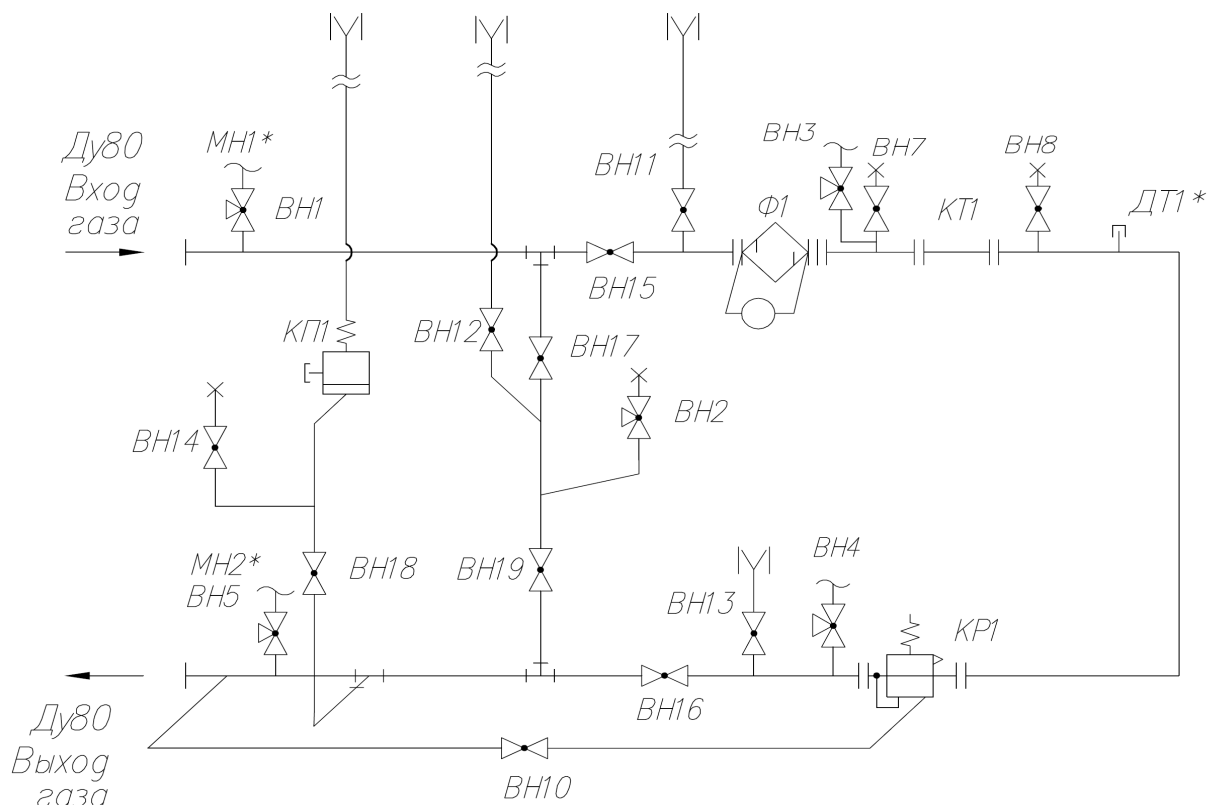 Ду80
Вход
газа
МН1*
ВН1
ВН11
ВН3
ВН7
КТ1
ВН8
ДТ1*
Ф1
ВН15
КП1
ВН12
ВН17
ВН14
ВН2
МН2*
ВН5
ВН18
ВН19
ВН13
ВН4
КР1
ВН16
Ду80
Выход
газа
ВН10